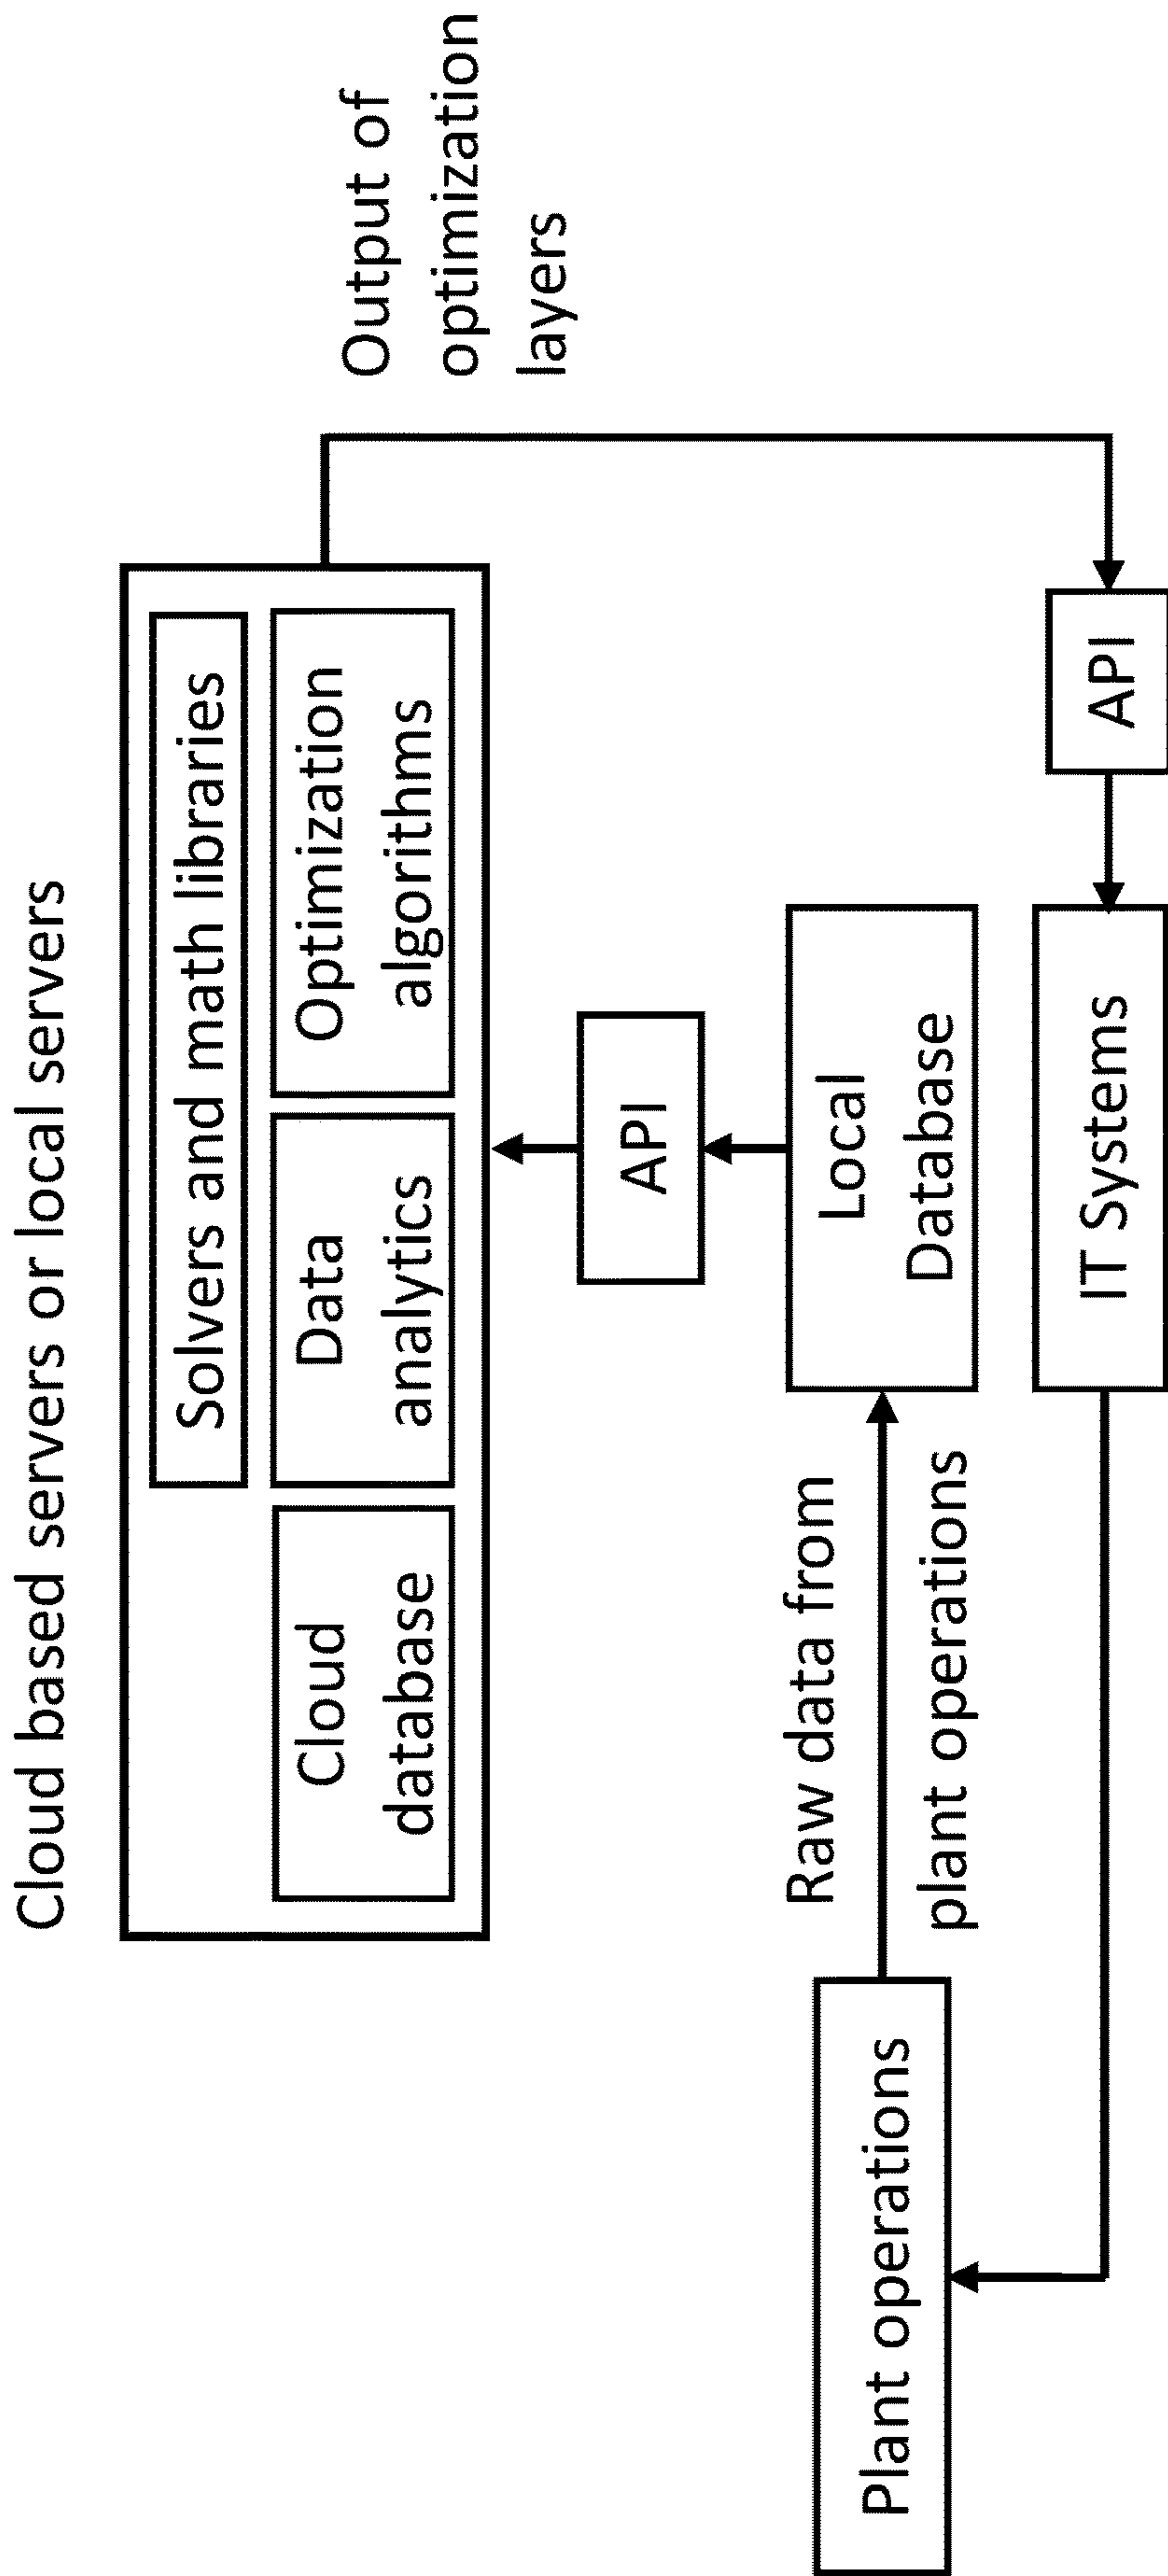 Cloud based servers or local servers
Solvers and math libraries
Cloud
database
Data
analytics
Optimization
algorithms
Output of
optimization
layers
API
Plant operations
Raw data from
plant operations
Local
Database
IT Systems
API